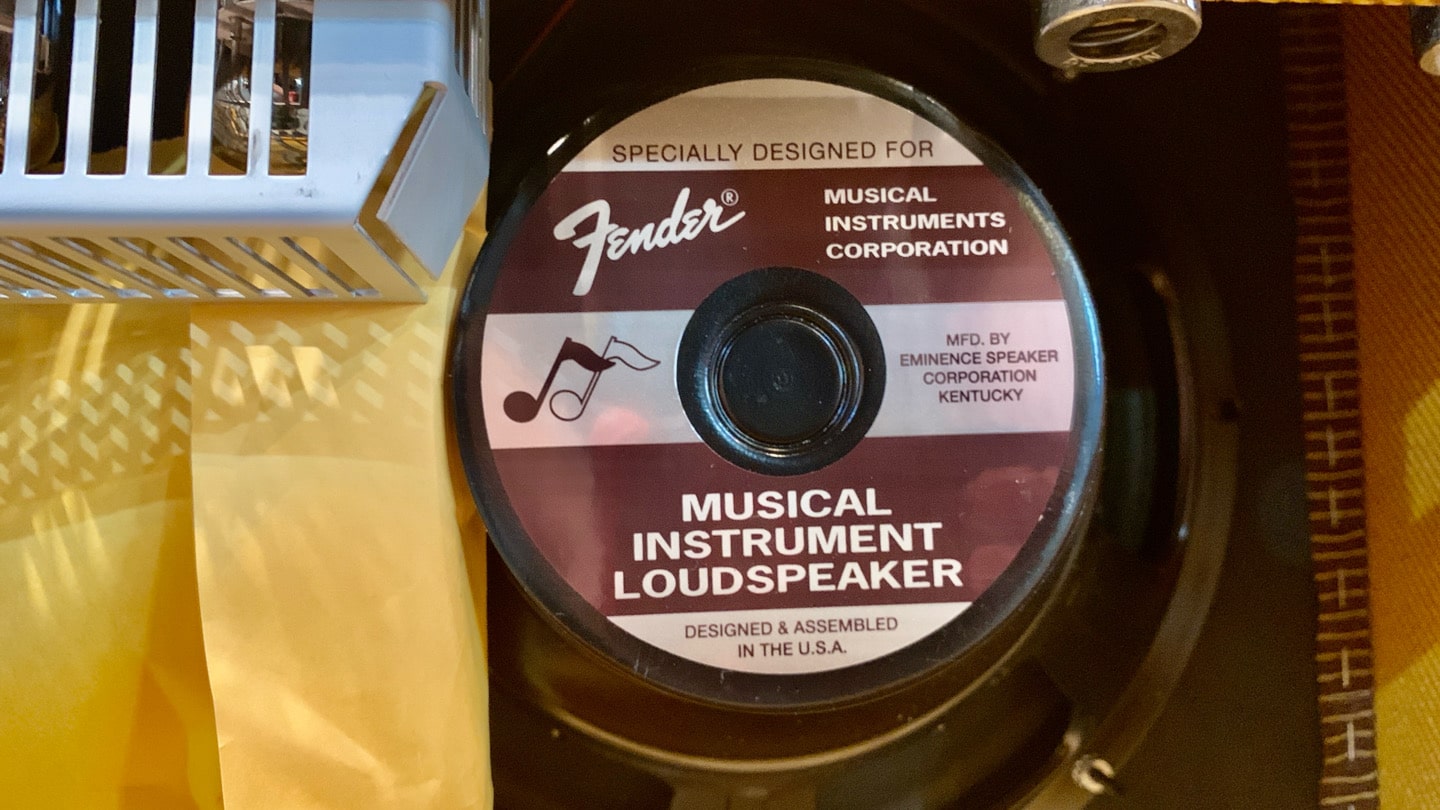 SPECIALLY DESIGNED FOR
Fender®
MUSICAL
INSTRUMENTS
CORPORATION
MFD. BY
EMINENCE SPEAKER
CORPORATION
KENTUCKY
MUSICAL
INSTRUMENT
LOUDSPEAKER
DESIGNED & ASSEMBLED
IN THE U.S.A.